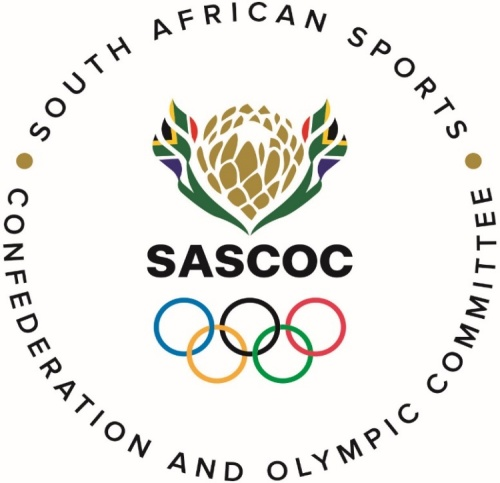 SOUTH AFRICAN SPORTS
CONFEDERATION AND OLYMPIC COMMITTEE
SASCOC